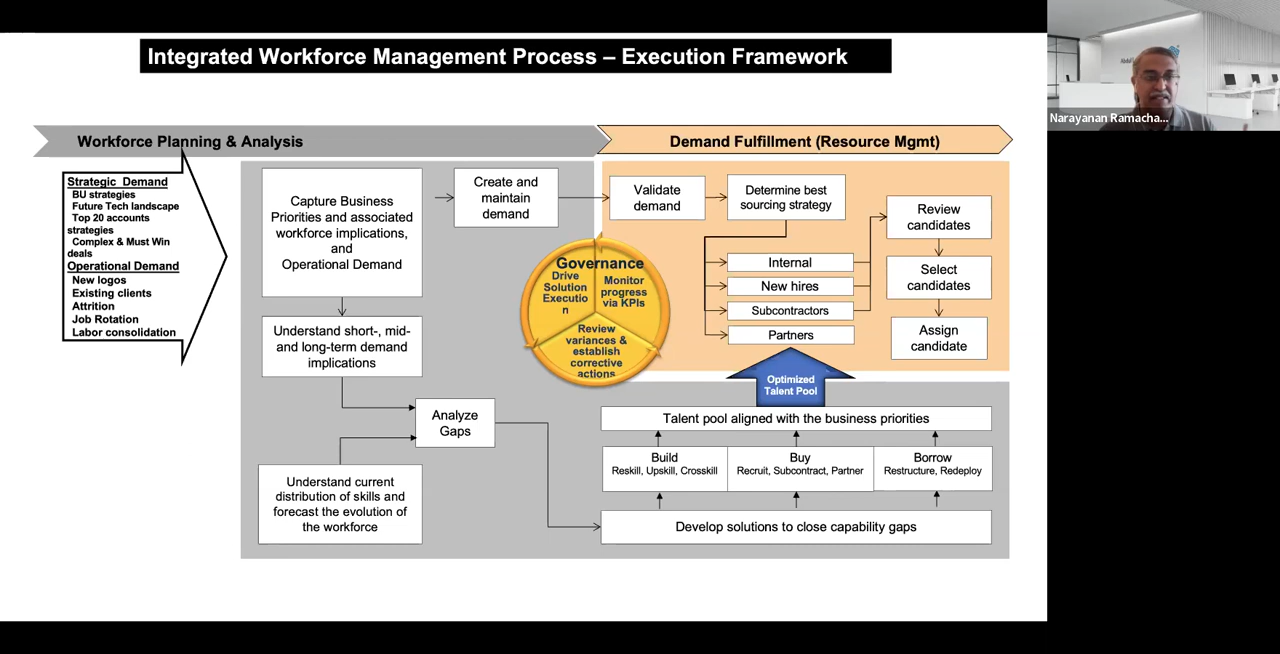 Integrated Workforce Management Process – Execution Framework
Narayanan Ramacha...
Workforce Planning & Analysis
Demand Fulfillment (Resource Mgmt)
Strategic Demand
BU strategies
Future Tech landscape
Top 20 accounts
strategies
Complex & Must Win
deals
Operational Demand
New logos
Existing clients
Attrition
Job Rotation
Labor consolidation
Capture Business
Priorities and associated
workforce implications,
and
Operational Demand
Create and
maintain
demand
Validate
demand
Determine best
sourcing strategy
Review
candidates
Select
candidates
Assign
candidate
Internal
New hires
Subcontractors
Partners
Governance
Drive
Solution
Executio
n
Monitor
progress
via KPIs
Review
variances &
establish
corrective
actions
Understand short-, mid-
and long-term demand
implications
Analyze
Gaps
Understand current
distribution of skills and
forecast the evolution of
the workforce
Optimized
Talent Pool
Talent pool aligned with the business priorities
Build
Reskill, Upskill, Crosskill
Buy
Recruit, Subcontract, Partner
Borrow
Restructure, Redeploy
Develop solutions to close capability gaps